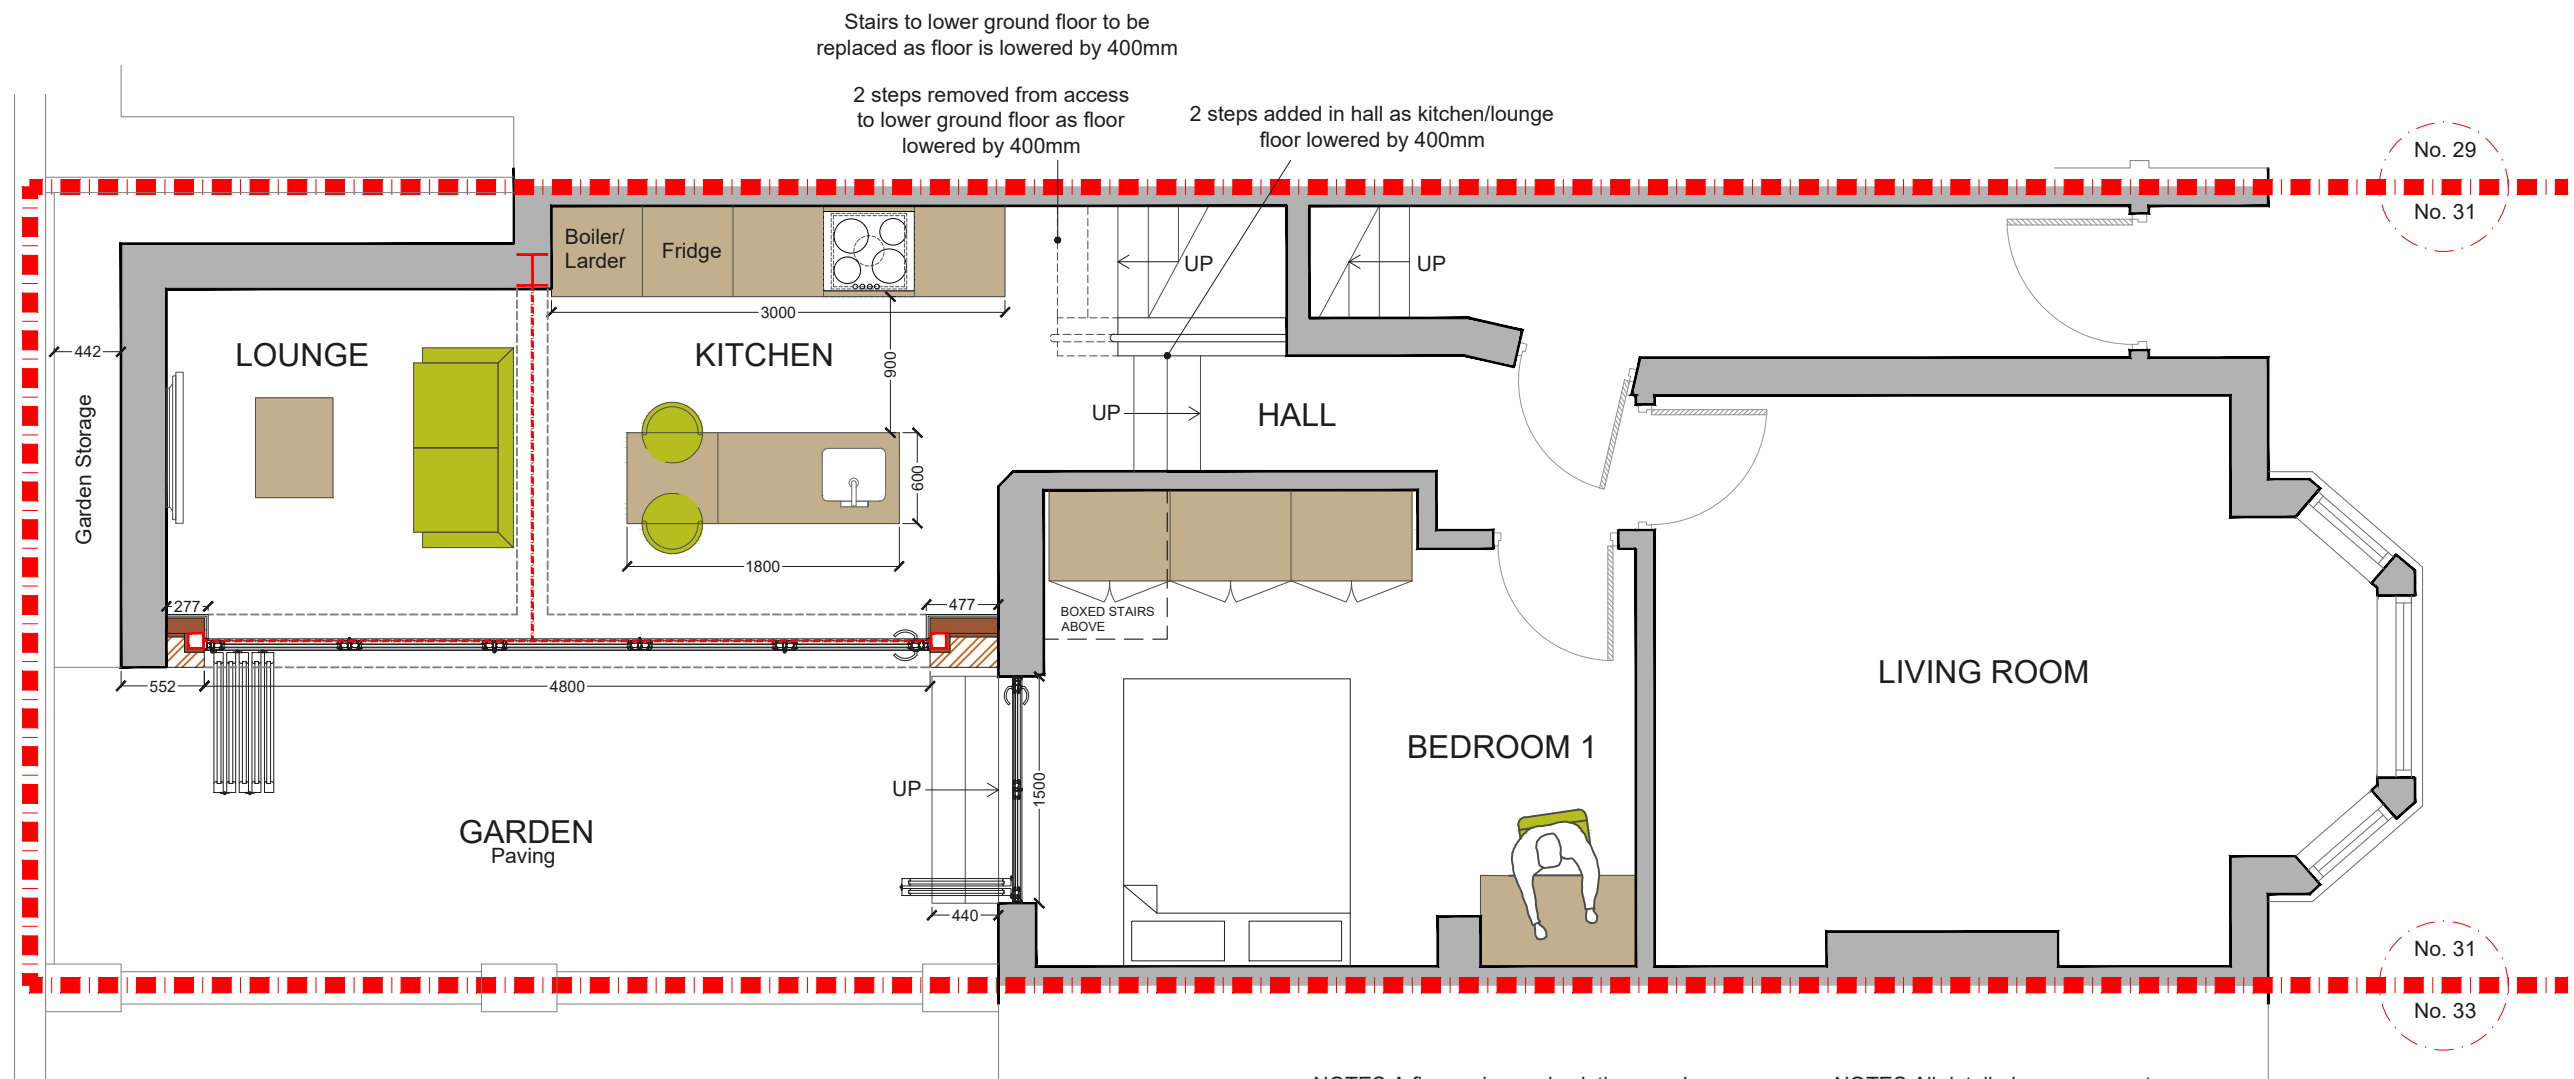 Stairs to lower ground floor to be
replaced as floor is lowered by 400mm
2 steps removed from access
to lower ground floor as floor
lowered by 400mm
2 steps added in hall as kitchen/lounge
floor lowered by 400mm
No. 29
No. 31
Boiler/
Larder
Fridge
UP
UP
3000
442
LOUNGE
KITCHEN
900
Garden Storage
UP
HALL
600
1800
277
477
BOXED STAIRS
ABOVE
552
4800
LIVING ROOM
BEDROOM 1
UP
1500
GARDEN
Paving
440
No. 31
No. 33